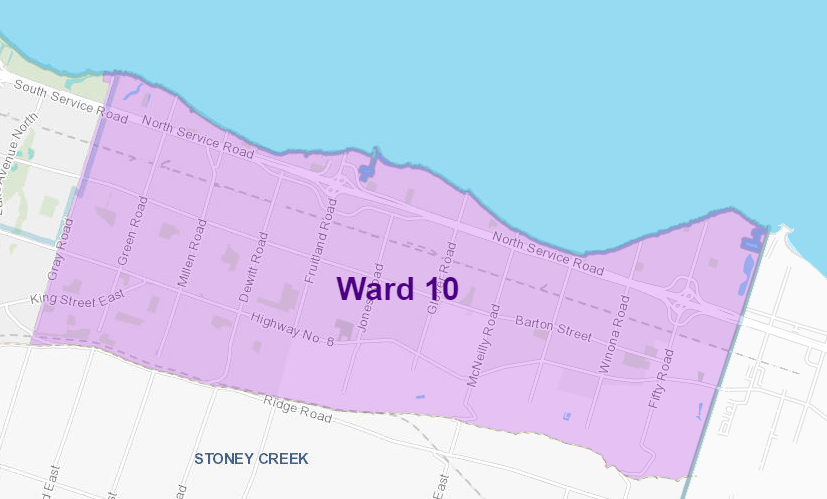 South Service Road
North Service Road
Avenue North
Gray Road
Green Road
Millen Road
Dewitt Road
Fruitland Road
King Street East
Highway No. 8
Ward 10
Jones Road
Glover Road
North Service Road
Barton Street
McNeilly Road
Winona Road
Fifty Road
Ridge Road
STONEY CREEK
East
Road
East